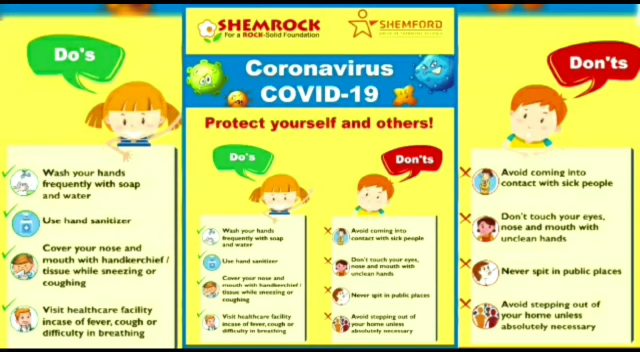 Do's
Wash your hands
frequently with soap
and water
Use hand sanitizer
Cover your nose and
mouth with handkerchief /
tissue while sneezing or
coughing
Visit healthcare facility
incase of fever, cough or
difficulty in breathing
SHEMROCK
For a ROCK-Solid Foundation
SHEMFORD
Coronavirus
COVID-19
Protect yourself and others!
Do's
Wash your hands
frequently with soap
and water
Use hand sanitizer
Cover your nose and
mouth with handkerchief /
tissue while sneezing or
coughing
Visit healthcare facility
incase of fever, cough or
difficulty in breathing
Don'ts
Avoid coming into
contact with sick people
Don't touch your eyes,
nose and mouth with
unclean hands
Never spit in public places
Avoid stepping out of
your home unless
absolutely necessary
Don'ts
Avoid coming into
contact with sick people
Don't touch your eyes,
nose and mouth with
unclean hands
Never spit in public places
Avoid stepping out of
your home unless
absolutely necessary